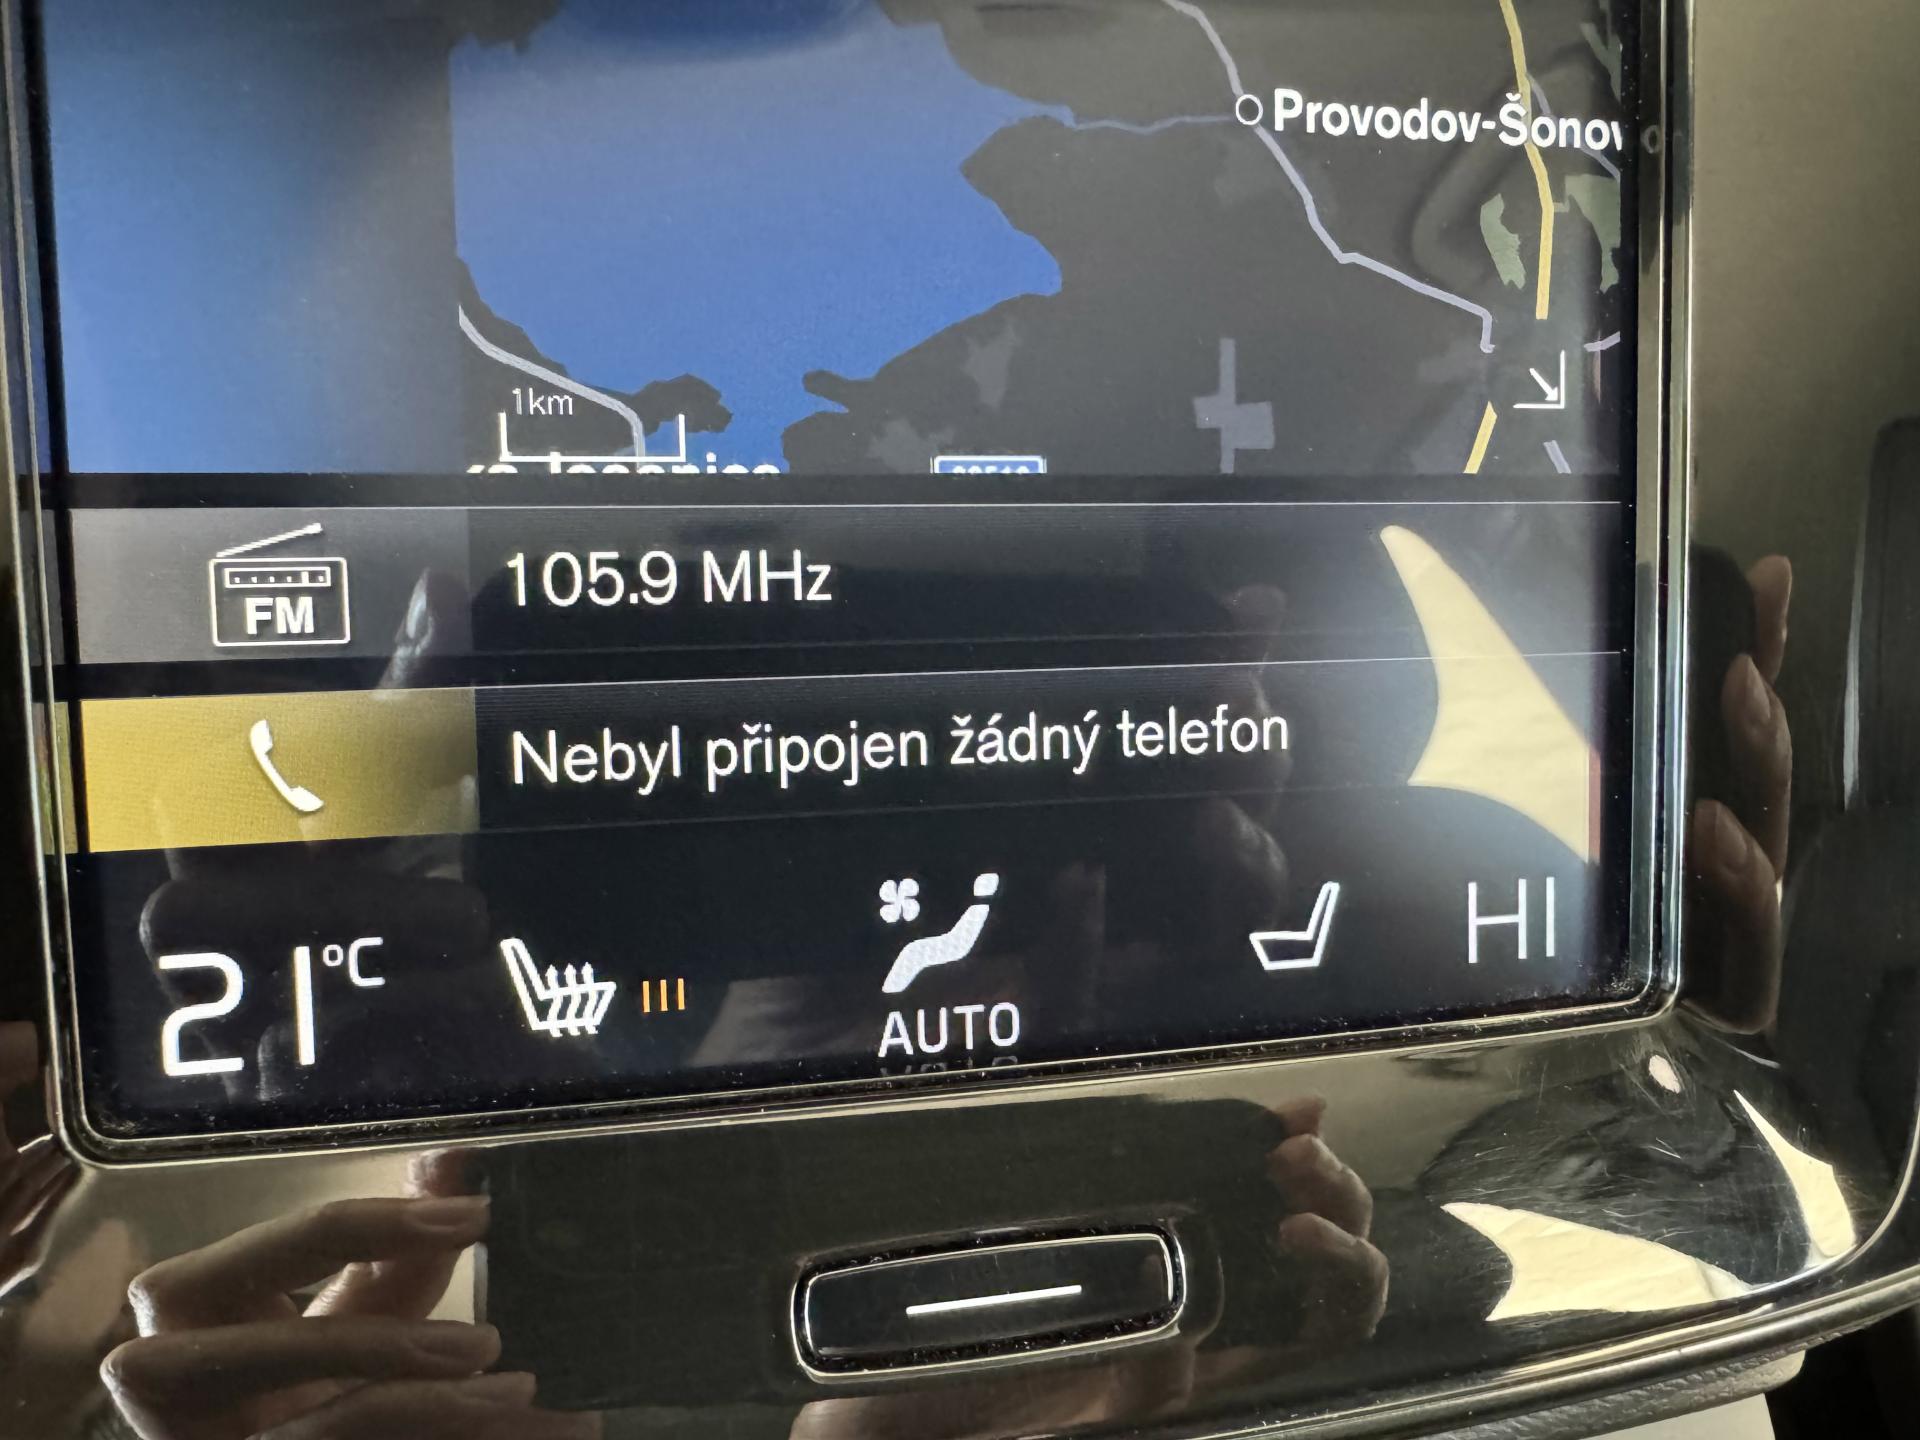 Provodov-Šonov
1km
FM
105.9 MHz
Nebyl připojen žádný telefon
21°C
AUTO
HI